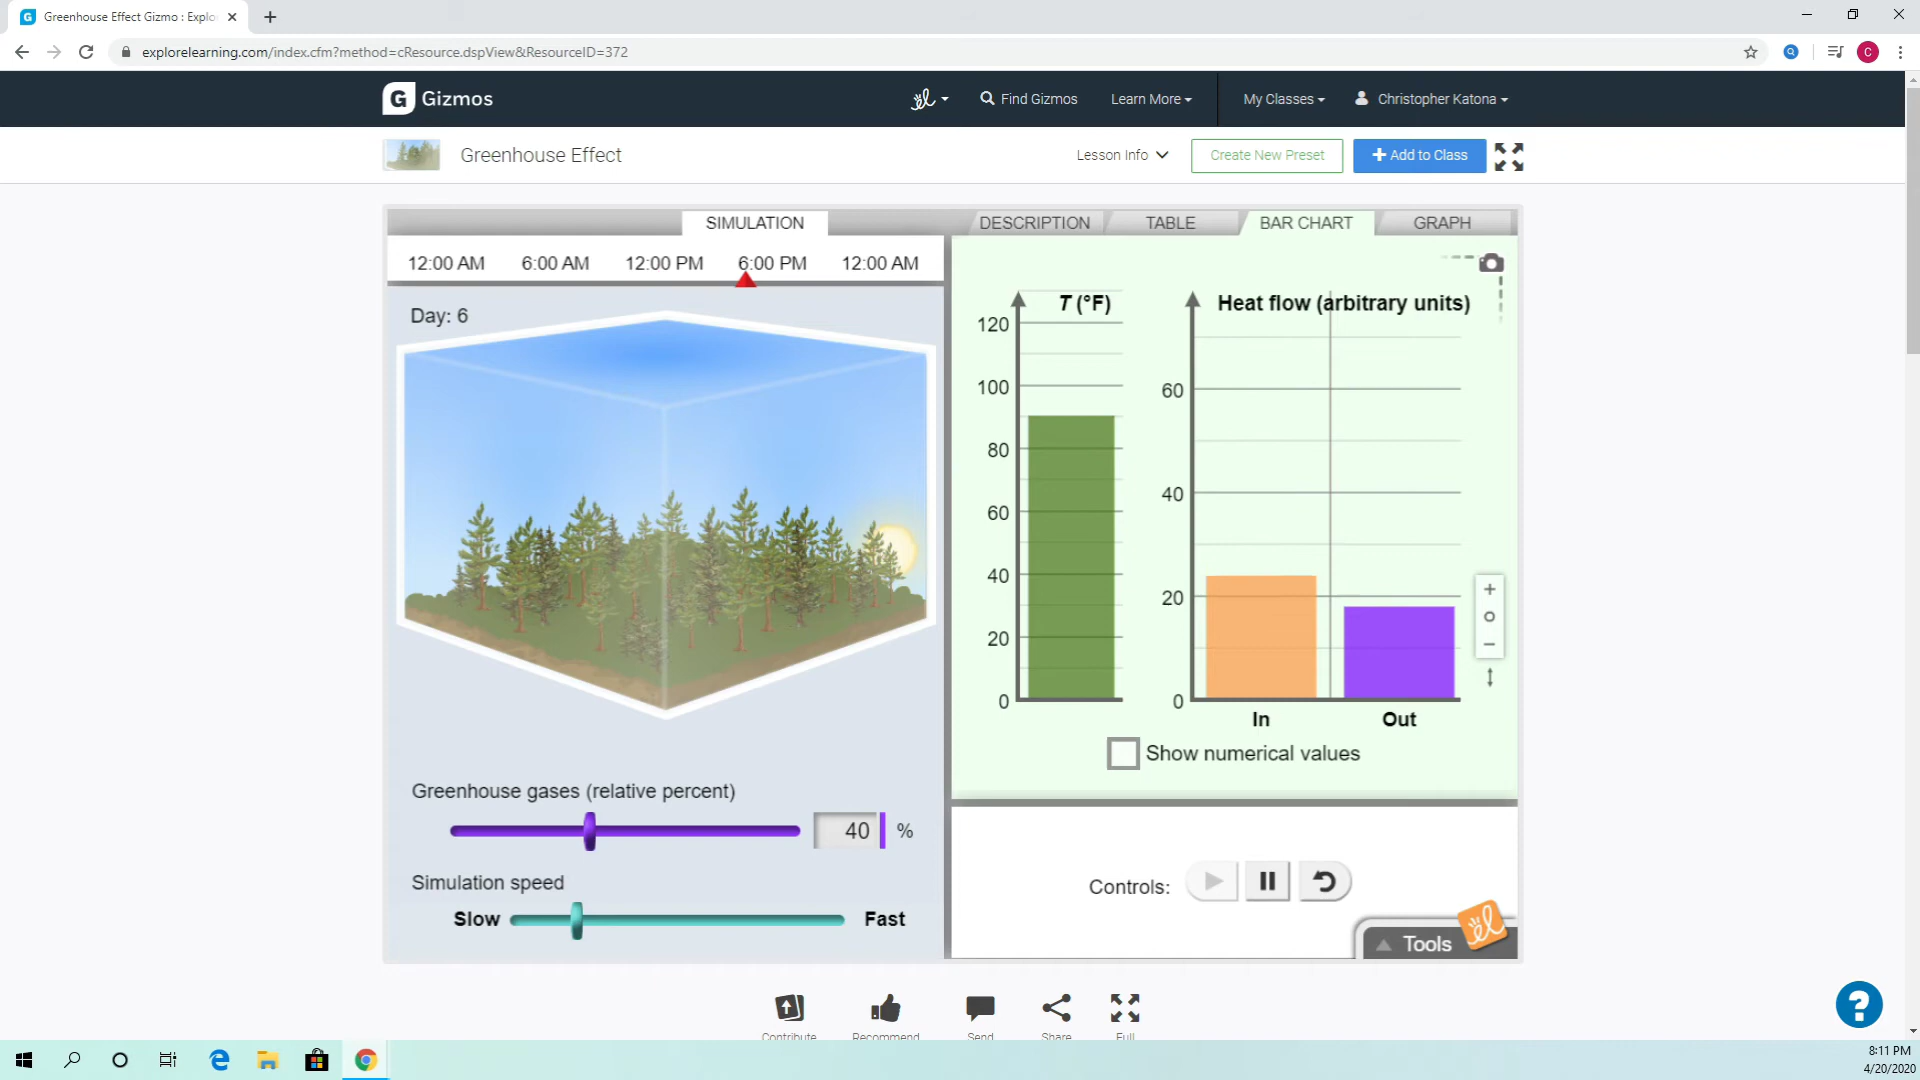 Greenhouse Effect Gizmo : Explo
explorelearning.com/index.cfm?method=cResource.dspView&ResourceID=372
C
G Gizmos
Find Gizmos
Learn More
My Classes
Christopher Katona
Greenhouse Effect
Lesson Info
Create New Preset
+ Add to Class
SIMULATION
DESCRIPTION
TABLE
BAR CHART
GRAPH
12:00 AM 6:00 AM 12:00 PM 6:00 PM 12:00 AM
Day: 6
T (°F)
120
100
80
60
40
20
0
Heat flow (arbitrary units)
60
40
20
0
In Out
Show numerical values
Greenhouse gases (relative percent)
40 %
Simulation speed
Slow Fast
Controls:
Tools
Contribute Recommend Send Share Full
?
8:11 PM
4/20/2020